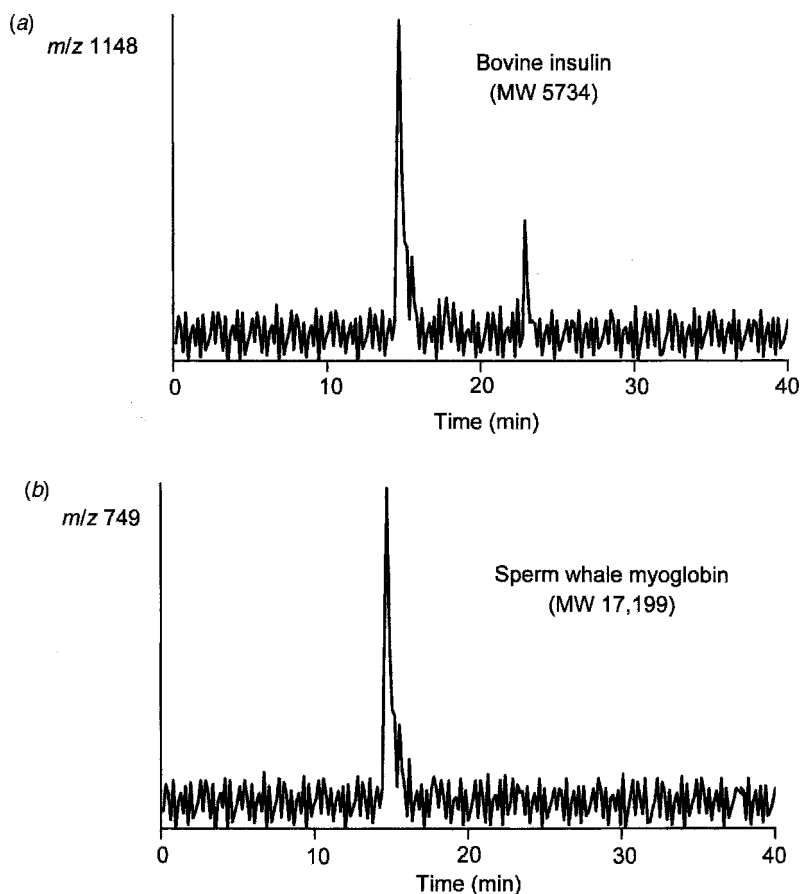 (a)
m/z 1148
Bovine insulin
(MW 5734)
0 10 20 30 40
Time (min)
(b)
m/z 749
Sperm whale myoglobin
(MW 17,199)
0 10 20 30 40
Time (min)